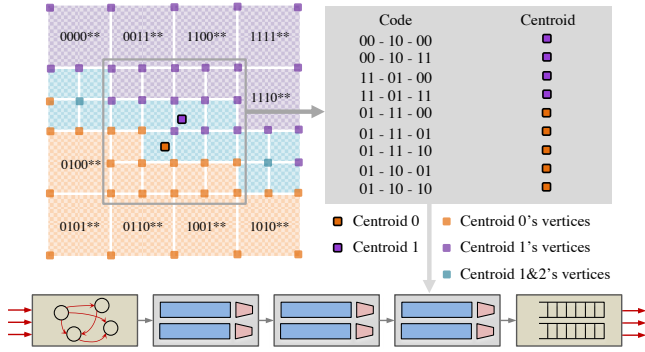 0000** 0011** 1100** 1111**
1110**
0100**
0101** 0110** 1001** 1010**
Code Centroid
00 - 10 - 00
00 - 10 - 11
11 - 01 - 00
11 - 01 - 11
01 - 11 - 00
01 - 11 - 01
01 - 11 - 10
01 - 10 - 01
01 - 10 - 10
Centroid 0 Centroid 0's vertices
Centroid 1 Centroid 1's vertices
Centroid 1&2's vertices